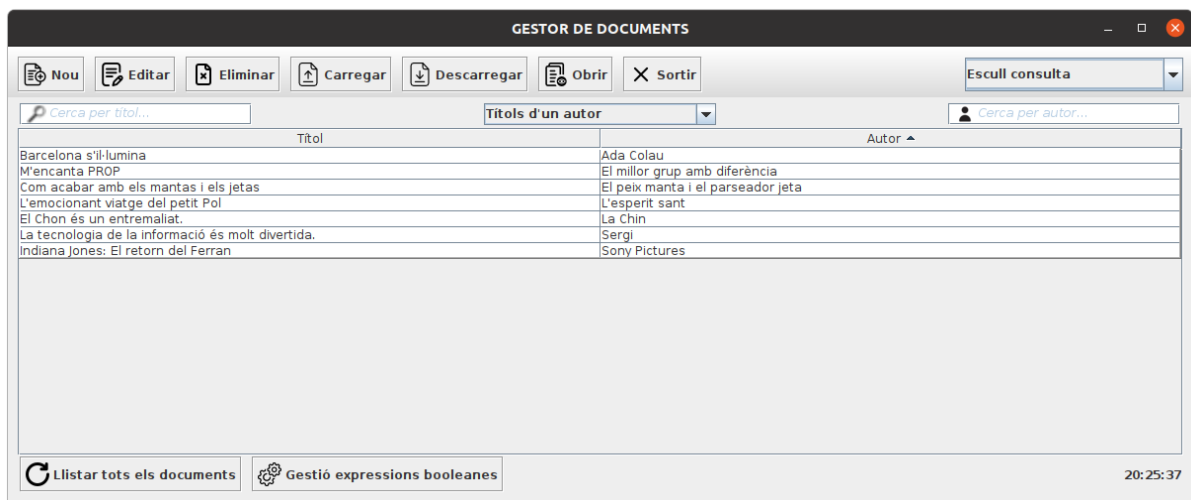 GESTOR DE DOCUMENTS
Nou Editar Eliminar Carregar Descarregar Obrir Sortir Escull consulta
Cerca per títol... Títols d'un autor Cerca per autor...
Títol Autor
Barcelona s'il·lumina Ada Colau
M'encanta PROP El millor grup amb diferència
Com acabar amb els mantas i els jetas El peix manta i el parseador jeta
L'emocionant viatge del petit Pol L'esperit sant
El Chon és un entremaliat. La Chin
La tecnologia de la informació és molt divertida. Sergi
Indiana Jones: El retorn del Ferran Sony Pictures
Llistar tots els documents Gestió expressions booleanes 20:25:37